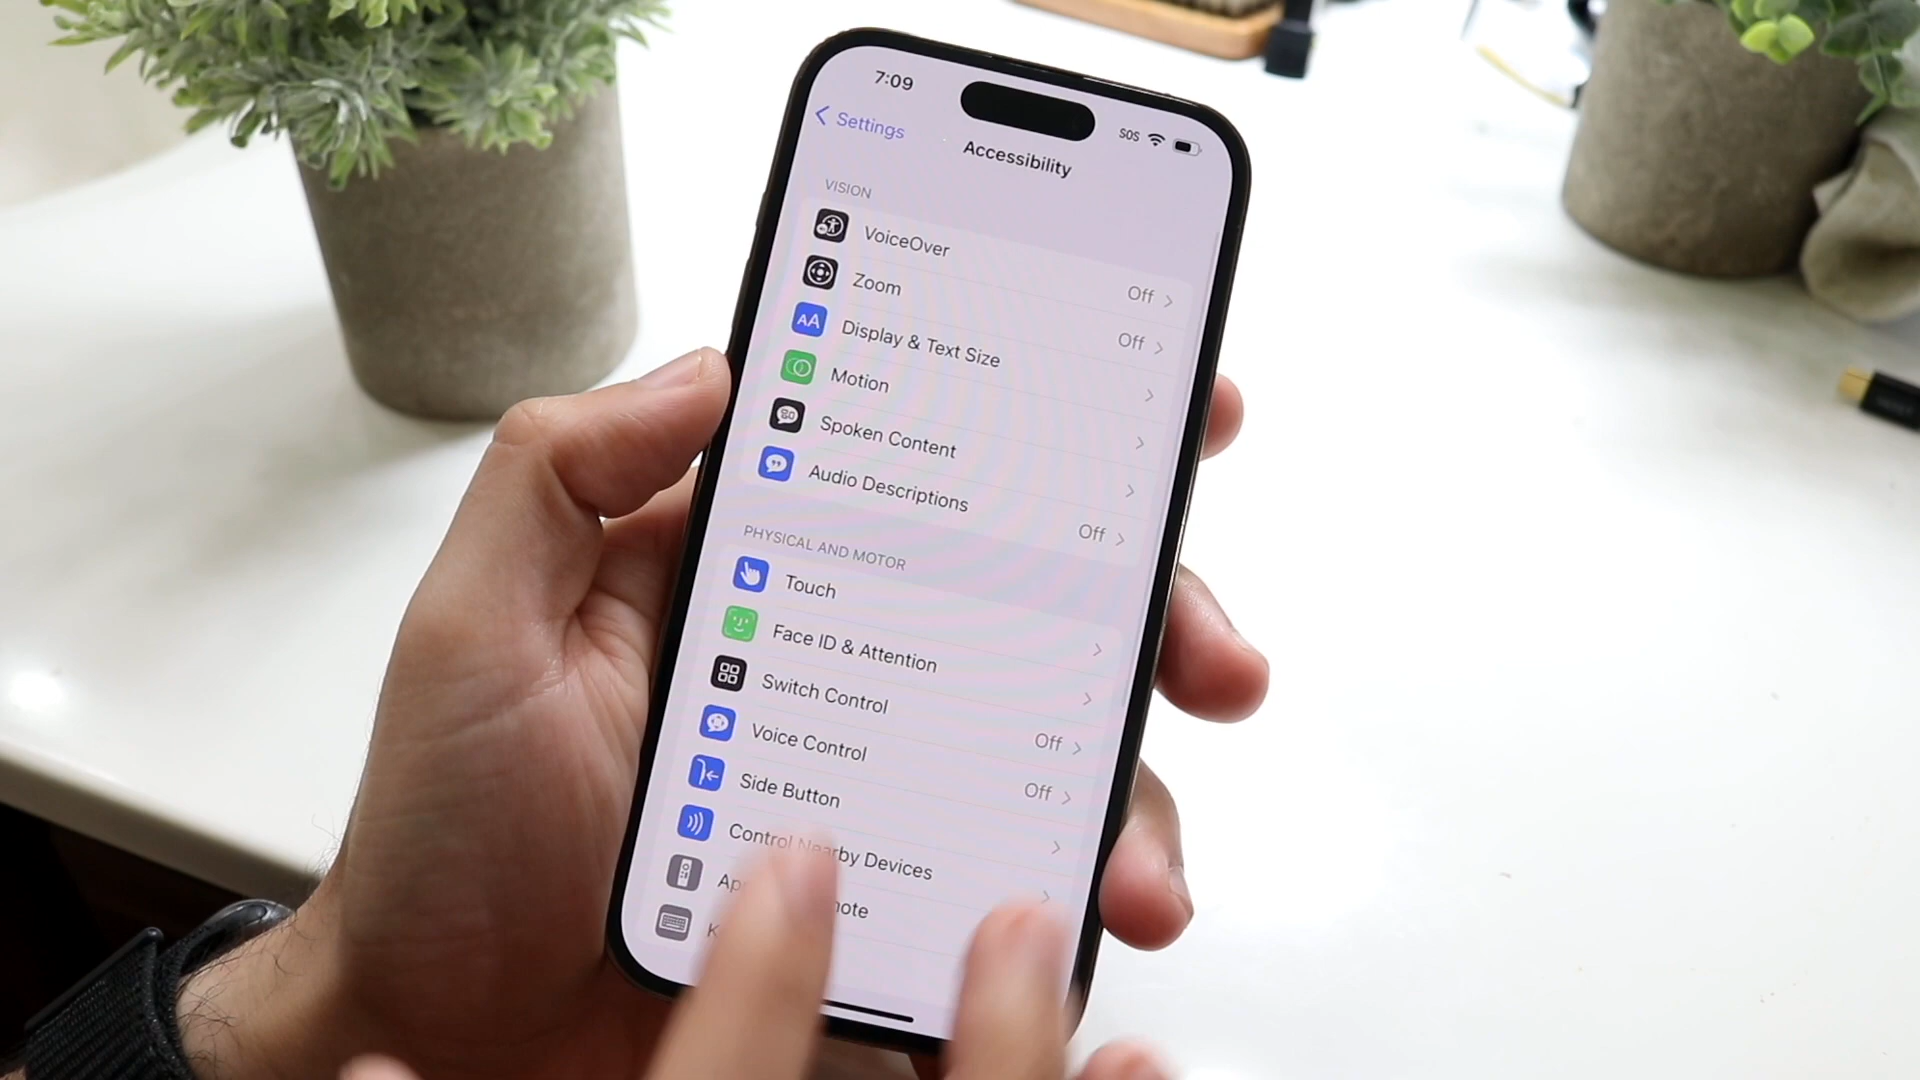 7:09
SOS
Settings
Accessibility
VISION
VoiceOver
Off
Zoom
Off
AA
Display & Text Size
Motion
Spoken Content
Audio Descriptions
Off
PHYSICAL AND MOTOR
Touch
Face ID & Attention
Switch Control
Off
Voice Control
Off
Side Button
Control Nearby Devices